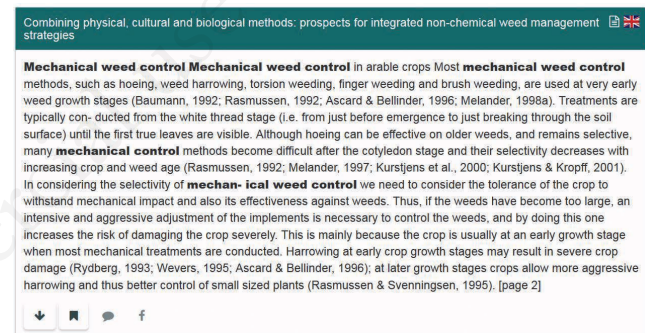 Combining physical, cultural and biological methods: prospects for integrated non-chemical weed management
strategies
Mechanical weed control Mechanical weed control in arable crops Most mechanical weed control
methods, such as hoeing, weed harrowing, torsion weeding, finger weeding and brush weeding, are used at very early
weed growth stages (Baumann, 1992; Rasmussen, 1992; Ascard & Bellinder, 1996; Melander, 1998a). Treatments are
typically con- ducted from the white thread stage (i.e. from just before emergence to just breaking through the soil
surface) until the first true leaves are visible. Although hoeing can be effective on older weeds, and remains selective,
many mechanical control methods become difficult after the cotyledon stage and their selectivity decreases with
increasing crop and weed age (Rasmussen, 1992; Melander, 1997; Kurstjens et al., 2000; Kurstjens & Kropff, 2001).
In considering the selectivity of mechan- ical weed control we need to consider the tolerance of the crop to
withstand mechanical impact and also its effectiveness against weeds. Thus, if the weeds have become too large, an
intensive and aggressive adjustment of the implements is necessary to control the weeds, and by doing this one
increases the risk of damaging the crop severely. This is mainly because the crop is usually at an early growth stage
when most mechanical treatments are conducted. Harrowing at early crop growth stages may result in severe crop
damage (Rydberg, 1993; Wevers, 1995; Ascard & Bellinder, 1996); at later growth stages crops allow more aggressive
harrowing and thus better control of small sized plants (Rasmussen & Svenningsen, 1995). [page 2]